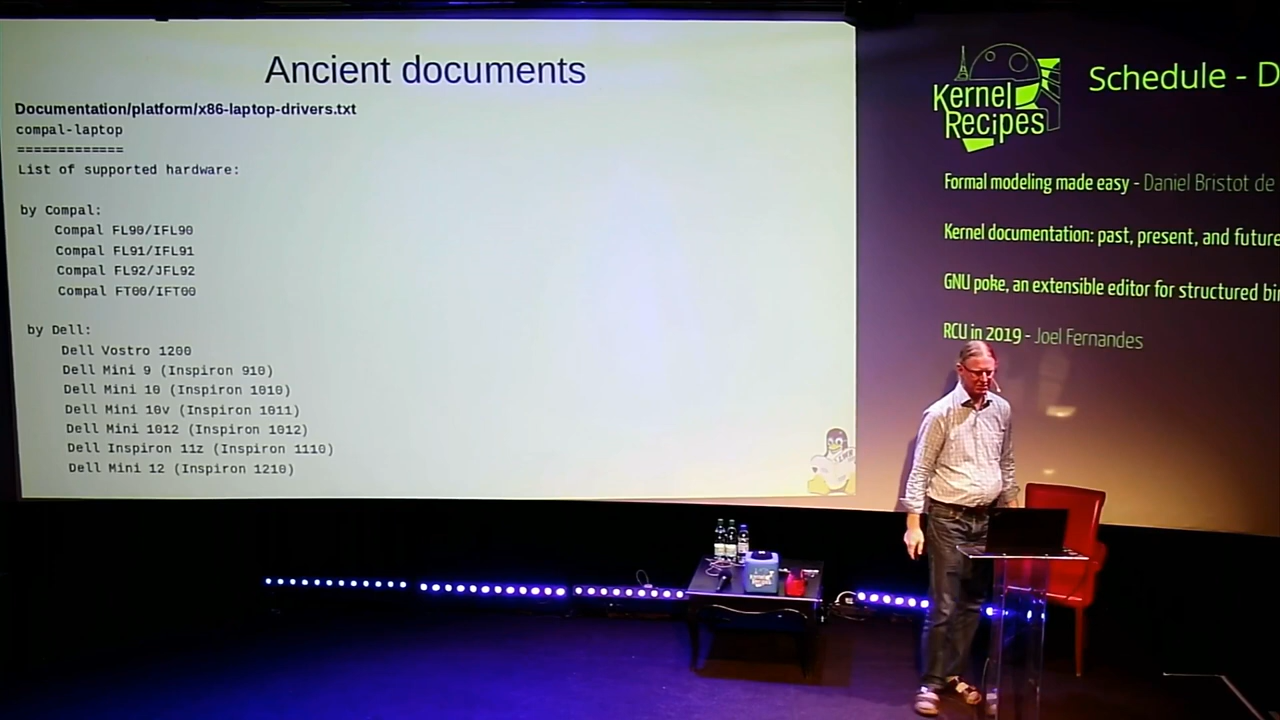 Ancient documents
Documentation/platform/x86-laptop-drivers.txt
compal-laptop
=============
List of supported hardware:
by Compal:
Compal FL90/IFL90
Compal FL91/IFL91
Compal FL92/JFL92
Compal FT00/IFT00
by Dell:
Dell Vostro 1200
Dell Mini 9 (Inspiron 910)
Dell Mini 10 (Inspiron 1010)
Dell Mini 10v (Inspiron 1011)
Dell Mini 1012 (Inspiron 1012)
Dell Inspiron 11z (Inspiron 1110)
Dell Mini 12 (Inspiron 1210)
Kernel
Recipes
Schedule - D
Formal modeling made easy - Daniel Bristot de
Kernel documentation: past, present, and future
GNU poke, an extensible editor for structured bin
RCU in 2019 - Joel Fernandes